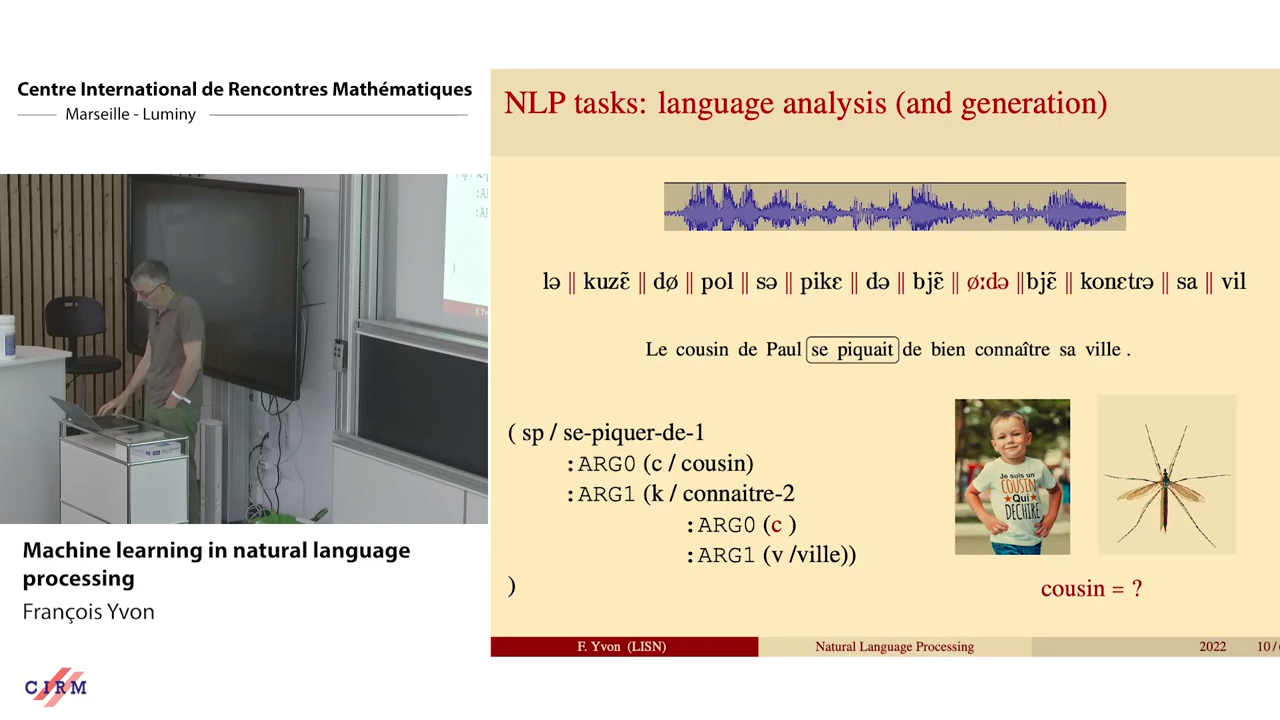 Centre International de Rencontres Mathématiques
Marseille - Luminy
NLP tasks: language analysis (and generation)
lə || kuzɛ̃ || dø || pol || sə || pikɛ || də || bjɛ̃ || ø:də ||bjɛ̃ || konɛtrə || sa || vil
Le cousin de Paul se piquait de bien connaître sa ville .
( sp / se-piquer-de-1
:ARG0 (c / cousin)
:ARG1 (k / connaitre-2
:ARG0 (c )
:ARG1 (v /ville))
)
Je suis un
COUSIN
Qui
DÉCHIRE
cousin = ?
Machine learning in natural language
processing
François Yvon
F. Yvon (LISN) Natural Language Processing 2022 10/
CIRM